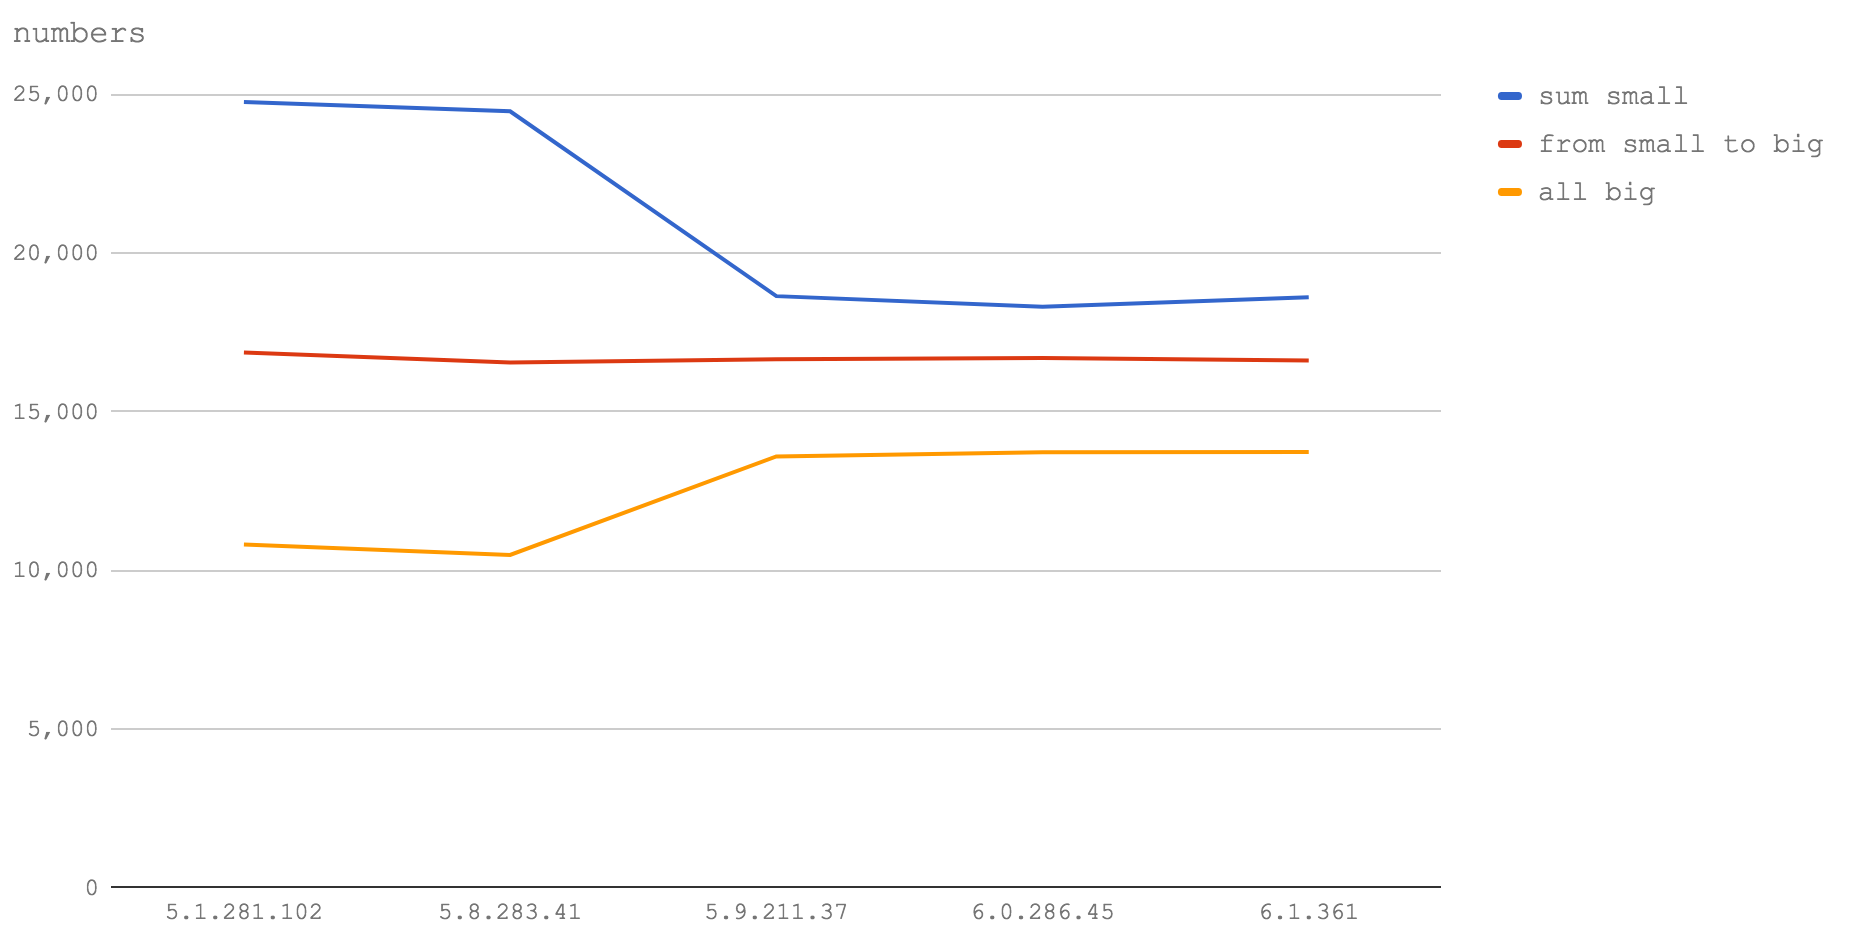 numbers
25,000
20,000
15,000
10,000
5,000
0
5.1.281.102
5.8.283.41
5.9.211.37
6.0.286.45
6.1.361
sum small
from small to big
all big